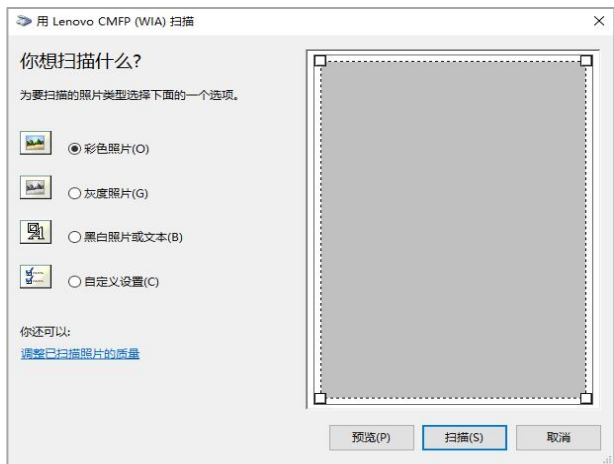 用 Lenovo CMFP (WIA) 扫描
你想扫描什么?
为要扫描的照片类型选择下面的一个选项。
彩色照片(O)
灰度照片(G)
黑白照片或文本(B)
自定义设置(C)
你还可以:
调整已扫描照片的质量
预览(P) 扫描(S) 取消